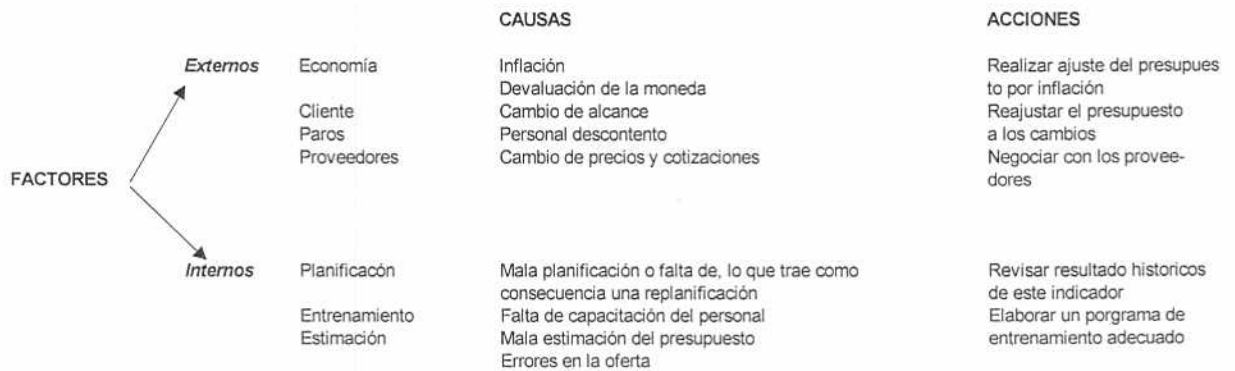 CAUSAS ACCIONES
Externos Economía Inflación Realizar ajuste del presupues
Devaluación de la moneda to por inflación
Cliente Cambio de alcance Reajustar el presupuesto
Paros Personal descontento a los cambios
Proveedores Cambio de precios y cotizaciones Negociar con los provee-
FACTORES dores
Internos Planificacón Mala planificación o falta de, lo que trae como Revisar resultado historicos
consecuencia una replanificación de este indicador
Entrenamiento Falta de capacitación del personal Elaborar un porgrama de
Estimación Mala estimación del presupuesto entrenamiento adecuado
Errores en la oferta